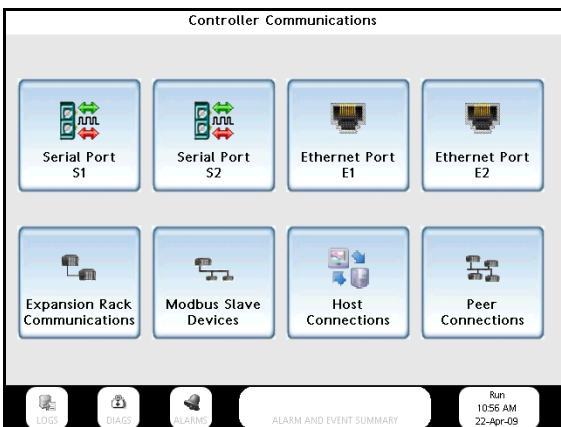 Controller Communications
Serial Port
S1
Serial Port
S2
Ethernet Port
E1
Ethernet Port
E2
Expansion Rack
Communications
Modbus Slave
Devices
Host
Connections
Peer
Connections
LOGS
DIAGS
ALARMS
ALARM AND EVENT SUMMARY
Run
10:56 AM
22-Apr-09